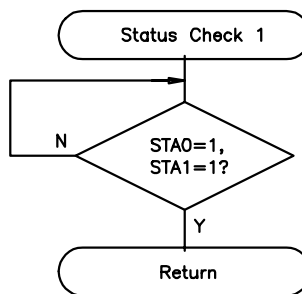 Status Check 1
STA0=1,
STA1=1?
N
Y
Return